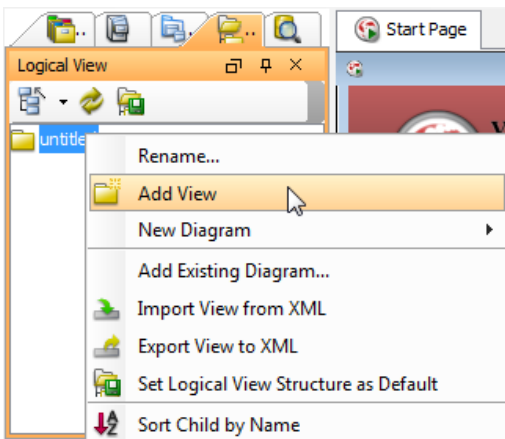 Start Page
Logical View
untitled
Rename...
Add View
New Diagram
Add Existing Diagram...
Import View from XML
Export View to XML
Set Logical View Structure as Default
Sort Child by Name